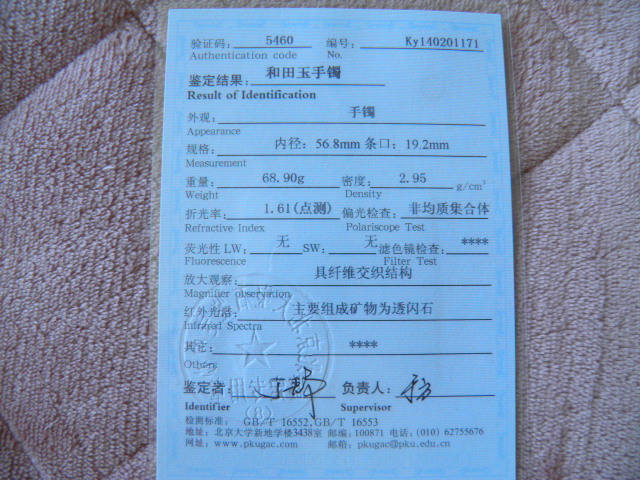 验证码: 5460 编号: Ky140201171
Authentication code No.
鉴定结果: 和田玉手镯
Result of Identification
外观: 手镯
Appearance
规格: 内径: 56.8mm 条口: 19.2mm
Measurement
重量: 68.90g 密度: 2.95 g/cm³
Weight Density
折光率: 1.61(点测) 偏光检查: 非均质集合体
Refractive Index Polariscope Test
荧光性 LW: 无 SW: 无 滤色镜检查: ****
Fluorescence Filter Test
放大观察: 具纤维交织结构
Magnifier observation
红外光谱: 主要组成矿物为透闪石
Infrared Spectra
其它: ****
Others
鉴定者: 负责人:
Identifier Supervisor
检测标准: GB/T 16552,GB/T 16553
地址: 北京大学新地学楼3438室 邮编: 100871 电话: (010) 62755676
网址: www.pkugac.com 邮箱: pkugac@pku.edu.cn